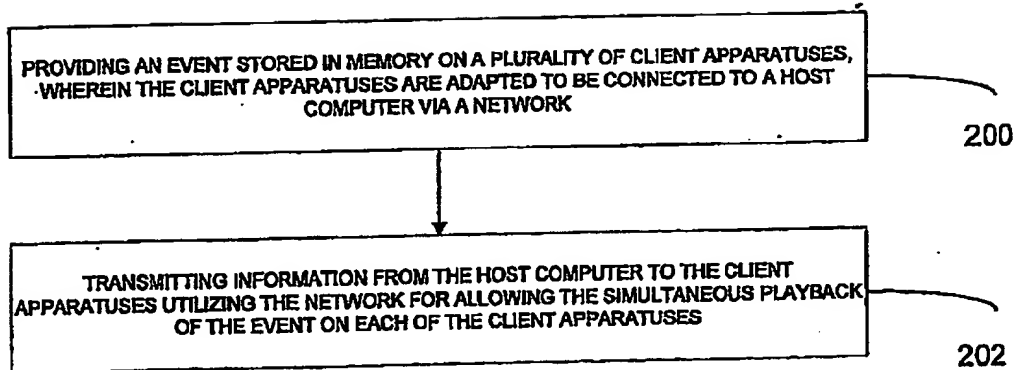 PROVIDING AN EVENT STORED IN MEMORY ON A PLURALITY OF CLIENT APPARATUSES,
WHEREIN THE CLIENT APPARATUSES ARE ADAPTED TO BE CONNECTED TO A HOST
COMPUTER VIA A NETWORK
200
TRANSMITTING INFORMATION FROM THE HOST COMPUTER TO THE CLIENT
APPARATUSES UTILIZING THE NETWORK FOR ALLOWING THE SIMULTANEOUS PLAYBACK
OF THE EVENT ON EACH OF THE CLIENT APPARATUSES
202